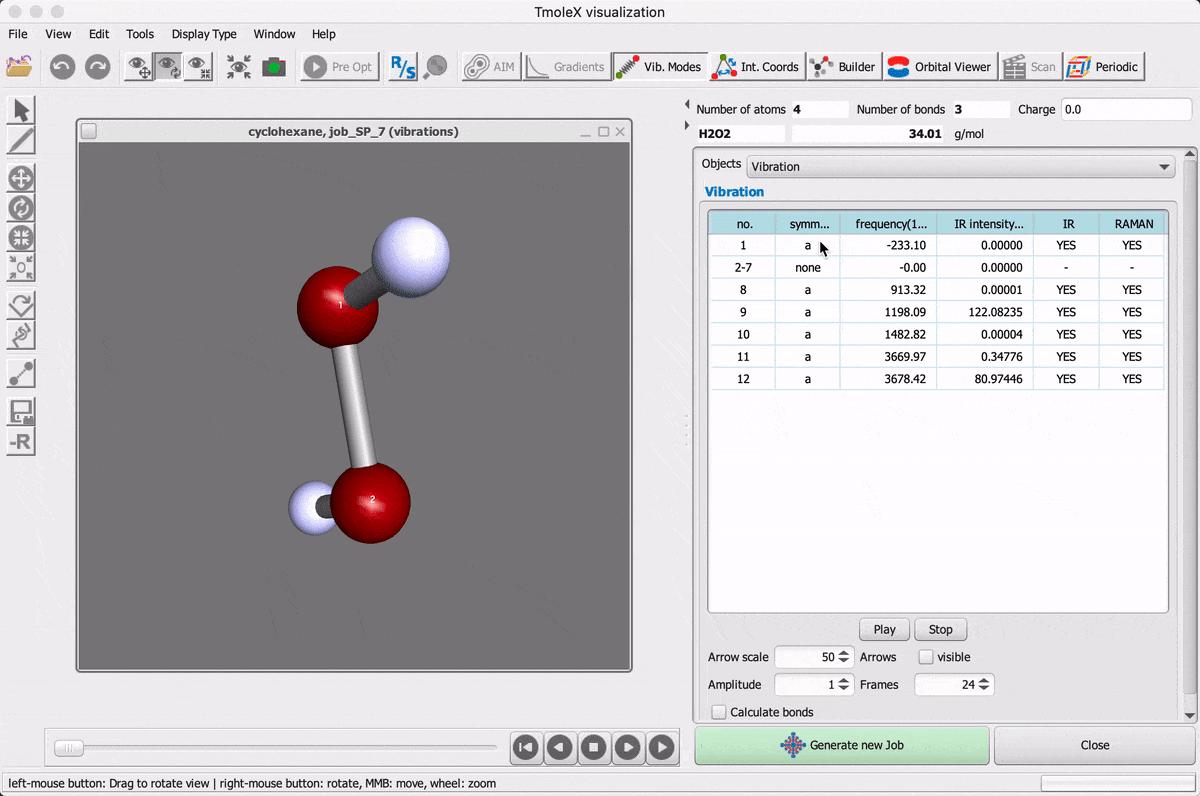 TmoleX visualization
File View Edit Tools Display Type Window Help
Pre Opt R/S AIM Gradients Vib. Modes Int. Coords Builder Orbital Viewer Scan Periodic
Number of atoms 4 Number of bonds 3 Charge 0.0
H2O2 34.01 g/mol
cyclohexane, job_SP_7 (vibrations)
1
2
-R
Objects Vibration
Vibration
no. symm... frequency(1... IR intensity... IR RAMAN
1 a -233.10 0.00000 YES YES
2-7 none -0.00 0.00000 - -
8 a 913.32 0.00001 YES YES
9 a 1198.09 122.08235 YES YES
10 a 1482.82 0.00004 YES YES
11 a 3669.97 0.34776 YES YES
12 a 3678.42 80.97446 YES YES
Play Stop
Arrow scale 50 Arrows visible
Amplitude 1 Frames 24
Calculate bonds
Generate new Job Close
left-mouse button: Drag to rotate view | right-mouse button: rotate, MMB: move, wheel: zoom